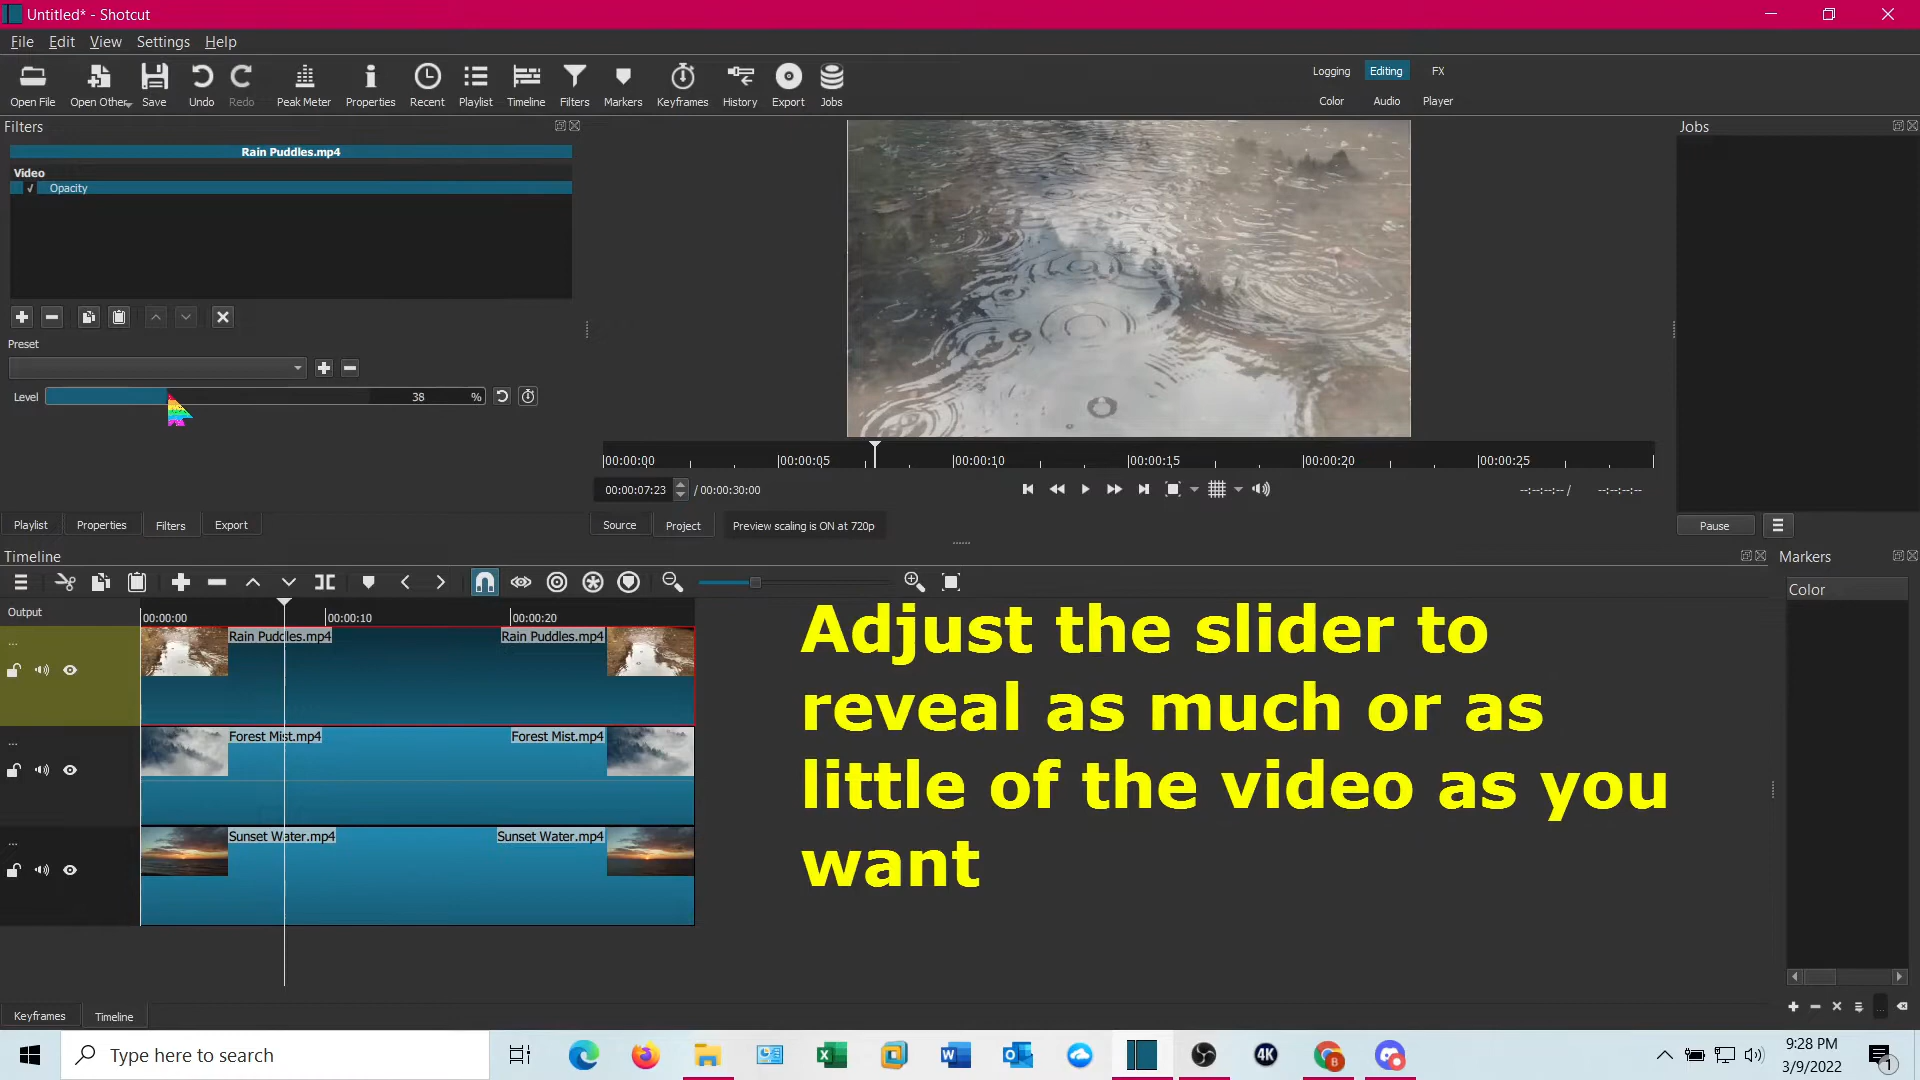 Untitled* - Shotcut
File Edit View Settings Help
Open File Open Other... Save Undo Redo Peak Meter Properties Recent Playlist Timeline Filters Markers Keyframes History Export Jobs
Logging Editing FX
Color Audio Player
Filters
Rain Puddles.mp4
Video
✓ Opacity
Preset
Level 38 %
Jobs
00:00:00 00:00:05 00:00:10 00:00:15 00:00:20 00:00:25
00:00:07:23 / 00:00:30:00
--:--:--:-- / --:--:--:--
Playlist Properties Filters Export
Source Project Preview scaling is ON at 720p
Pause
Timeline
Markers
Color
Output
00:00:00 00:00:10 00:00:20
...
Rain Puddles.mp4 Rain Puddles.mp4
...
Forest Mist.mp4 Forest Mist.mp4
...
Sunset Water.mp4 Sunset Water.mp4
Adjust the slider to
reveal as much or as
little of the video as you
want
Keyframes Timeline
Type here to search
4K
B
9:28 PM
3/9/2022
1